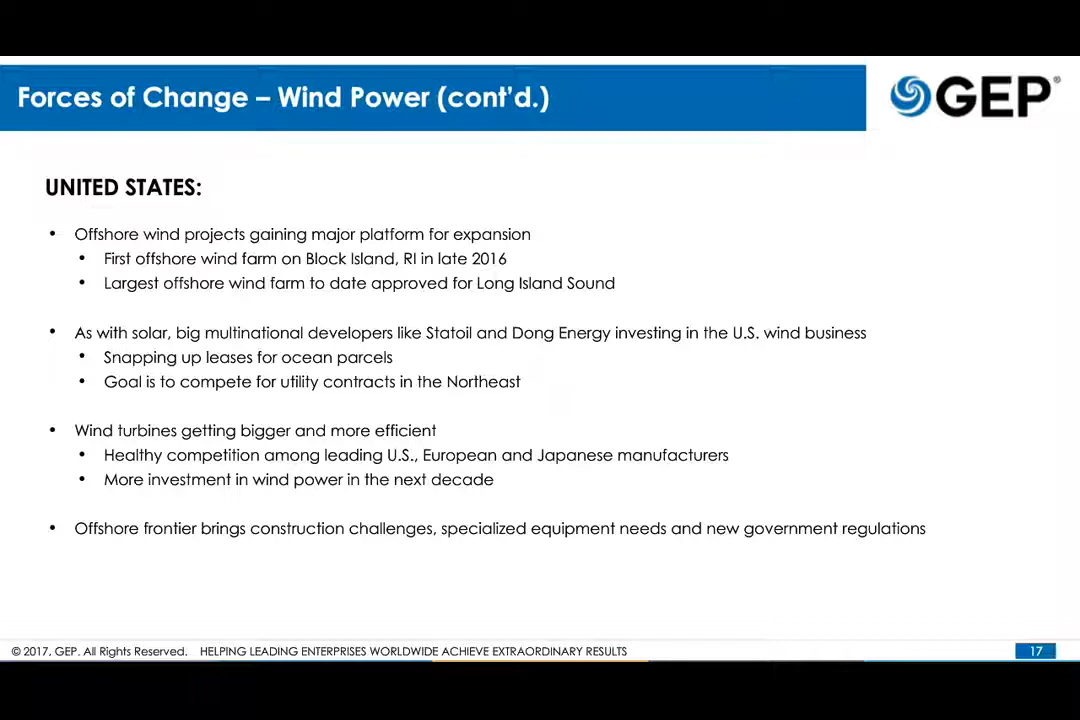 Forces of Change – Wind Power (cont'd.)
GEP®
UNITED STATES:
• Offshore wind projects gaining major platform for expansion
• First offshore wind farm on Block Island, RI in late 2016
• Largest offshore wind farm to date approved for Long Island Sound
• As with solar, big multinational developers like Statoil and Dong Energy investing in the U.S. wind business
• Snapping up leases for ocean parcels
• Goal is to compete for utility contracts in the Northeast
• Wind turbines getting bigger and more efficient
• Healthy competition among leading U.S., European and Japanese manufacturers
• More investment in wind power in the next decade
• Offshore frontier brings construction challenges, specialized equipment needs and new government regulations
© 2017, GEP. All Rights Reserved. HELPING LEADING ENTERPRISES WORLDWIDE ACHIEVE EXTRAORDINARY RESULTS
17